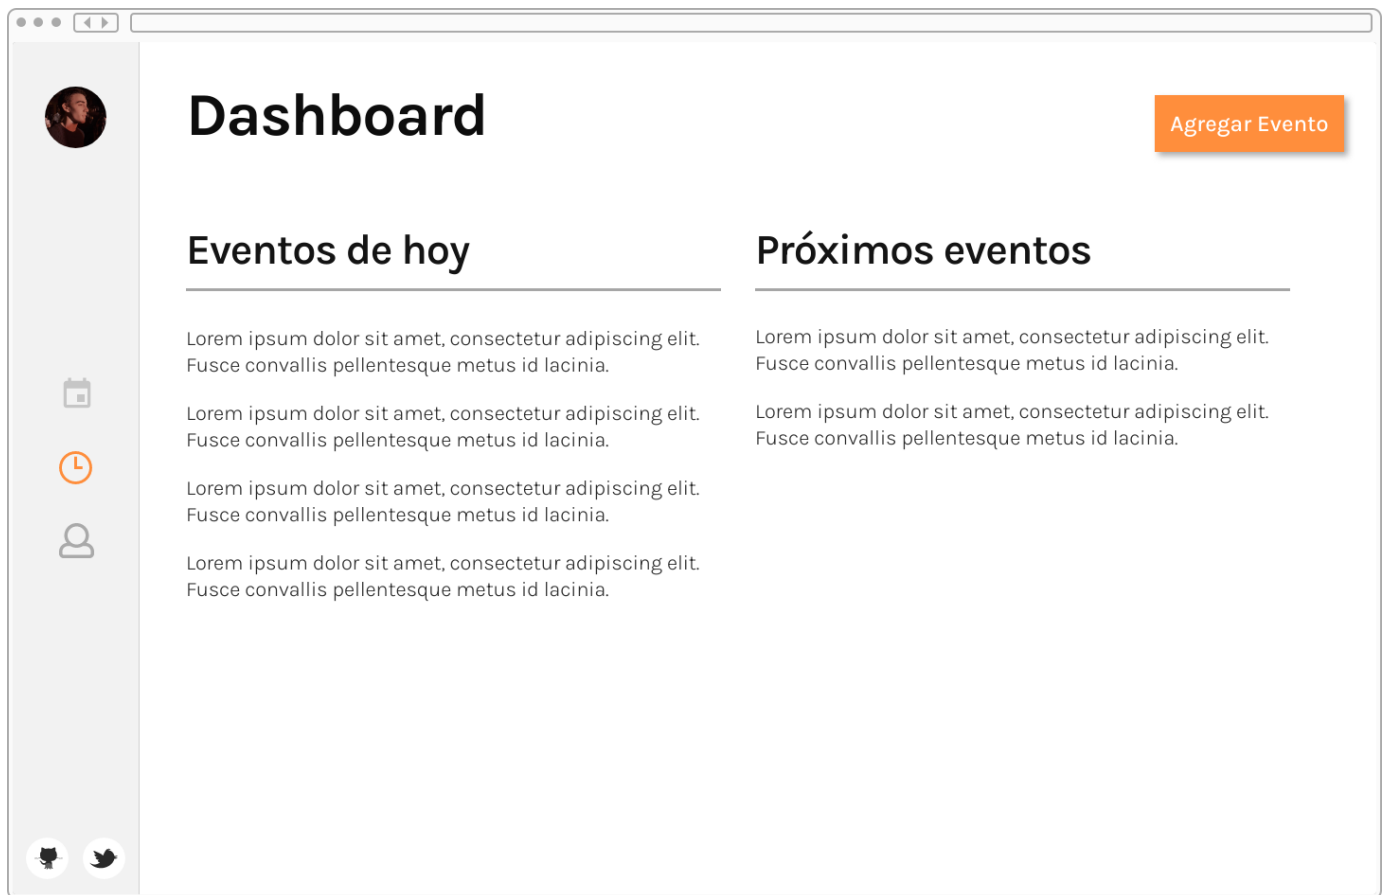 Dashboard
Agregar Evento
Eventos de hoy
Lorem ipsum dolor sit amet, consectetur adipiscing elit.
Fusce convallis pellentesque metus id lacinia.
Lorem ipsum dolor sit amet, consectetur adipiscing elit.
Fusce convallis pellentesque metus id lacinia.
Lorem ipsum dolor sit amet, consectetur adipiscing elit.
Fusce convallis pellentesque metus id lacinia.
Lorem ipsum dolor sit amet, consectetur adipiscing elit.
Fusce convallis pellentesque metus id lacinia.
Próximos eventos
Lorem ipsum dolor sit amet, consectetur adipiscing elit.
Fusce convallis pellentesque metus id lacinia.
Lorem ipsum dolor sit amet, consectetur adipiscing elit.
Fusce convallis pellentesque metus id lacinia.